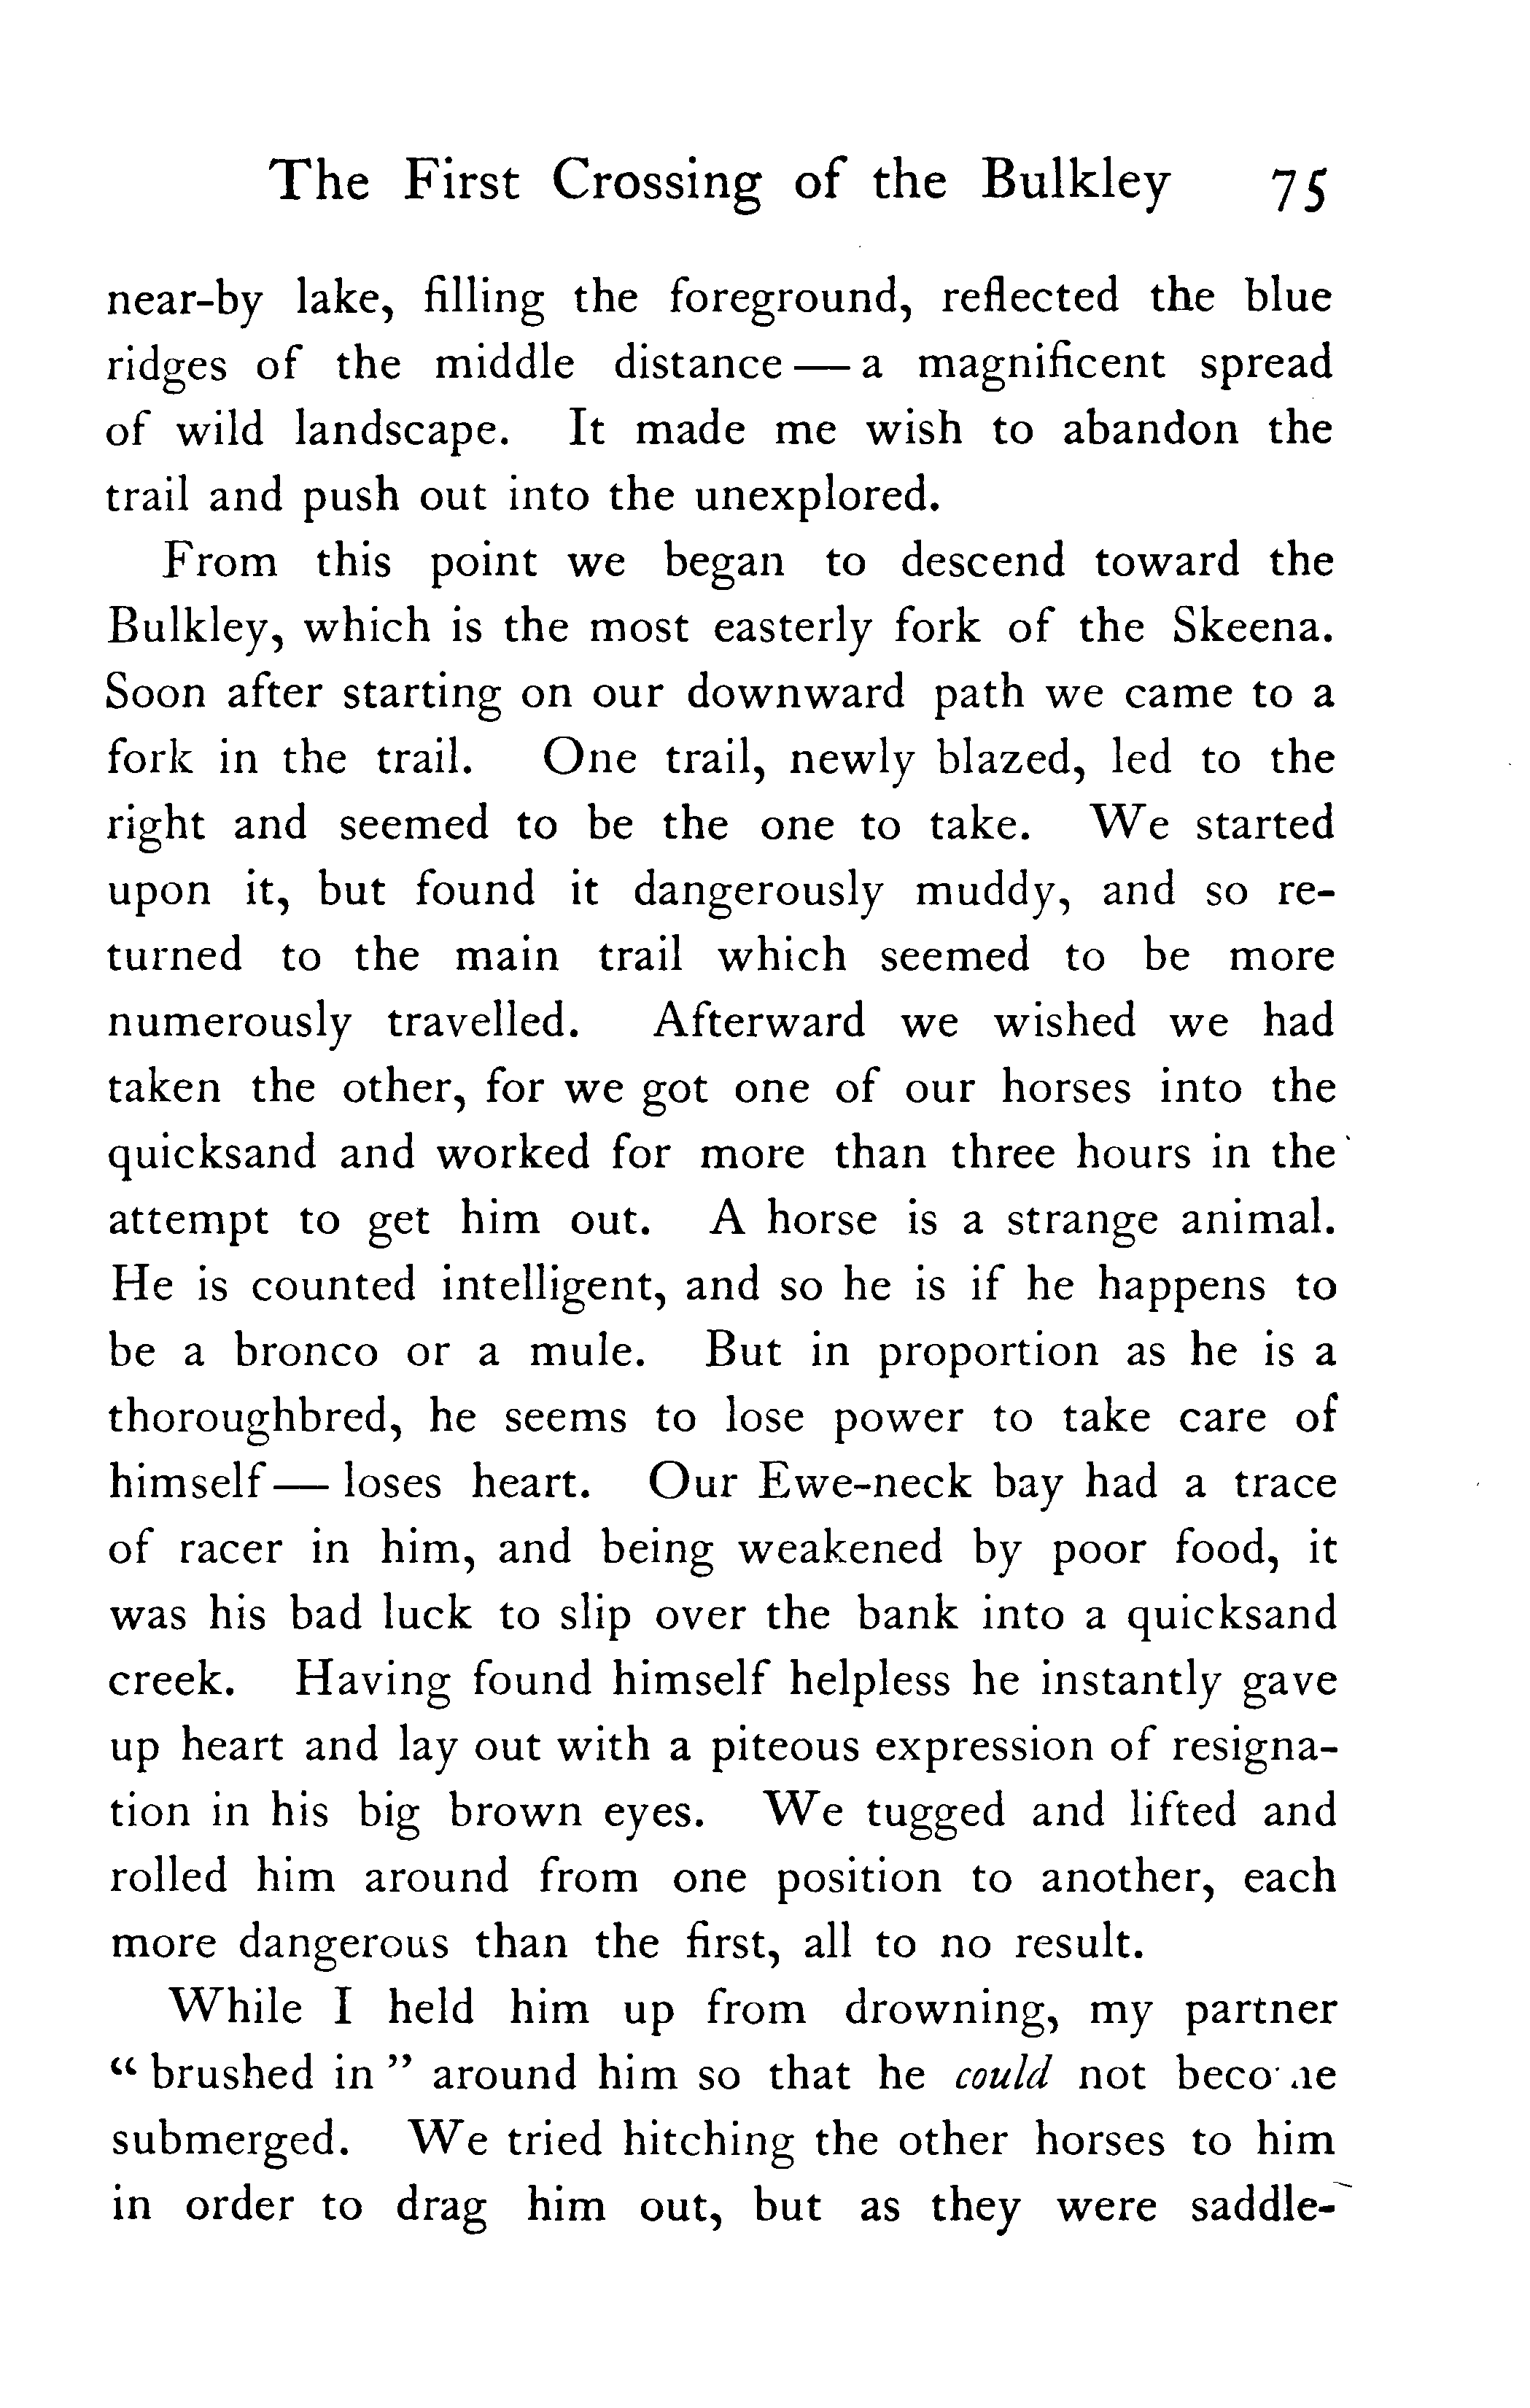 The First Crossing of the Bulkley 75
near-by lake, filling the foreground, reflected the blue
ridges of the middle distance — a magnificent spread
of wild landscape. It made me wish to abandon the
trail and push out into the unexplored.
From this point we began to descend toward the
Bulkley, which is the most easterly fork of the Skeena.
Soon after starting on our downward path we came to a
fork in the trail. One trail, newly blazed, led to the
right and seemed to be the one to take. We started
upon it, but found it dangerously muddy, and so re-
turned to the main trail which seemed to be more
numerously travelled. Afterward we wished we had
taken the other, for we got one of our horses into the
quicksand and worked for more than three hours in the
attempt to get him out. A horse is a strange animal.
He is counted intelligent, and so he is if he happens to
be a bronco or a mule. But in proportion as he is a
thoroughbred, he seems to lose power to take care of
himself — loses heart. Our Ewe-neck bay had a trace
of racer in him, and being weakened by poor food, it
was his bad luck to slip over the bank into a quicksand
creek. Having found himself helpless he instantly gave
up heart and lay out with a piteous expression of resigna-
tion in his big brown eyes. We tugged and lifted and
rolled him around from one position to another, each
more dangerous than the first, all to no result.
While I held him up from drowning, my partner
“ brushed in ” around him so that he could not become
submerged. We tried hitching the other horses to him
in order to drag him out, but as they were saddle-